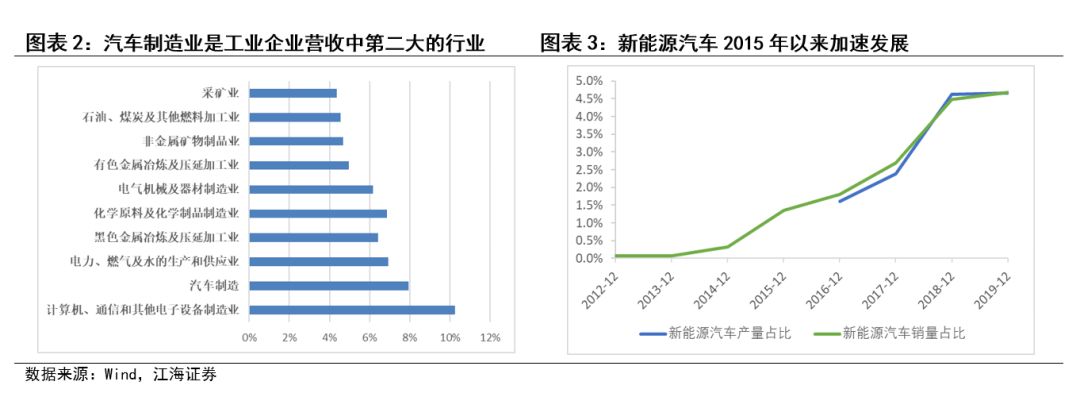 图表 2：汽车制造业是工业企业营收中第二大的行业
采矿业
石油、煤炭及其他燃料加工业
非金属矿物制品业
有色金属冶炼及压延加工业
电气机械及器材制造业
化学原料及化学制品制造业
黑色金属冶炼及压延加工业
电力、燃气及水的生产和供应业
汽车制造
计算机、通信和其他电子设备制造业
0% 2% 4% 6% 8% 10% 12%
图表 3：新能源汽车 2015 年以来加速发展
5.0%
4.5%
4.0%
3.5%
3.0%
2.5%
2.0%
1.5%
1.0%
0.5%
0.0%
2012-12 2013-12 2014-12 2015-12 2016-12 2017-12 2018-12 2019-12
新能源汽车产量占比 新能源汽车销量占比
数据来源：Wind，江海证券